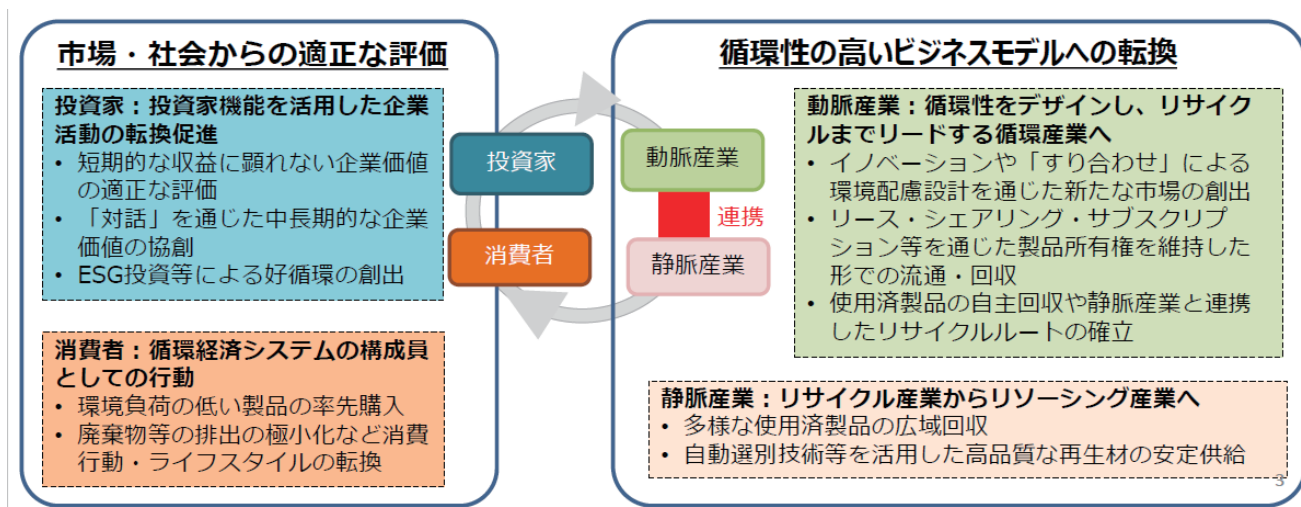 市場・社会からの適正な評価
投資家：投資家機能を活用した企業
活動の転換促進
• 短期的な収益に顕れない企業価値
の適正な評価
• 「対話」を通じた中長期的な企業
価値の協創
• ESG投資等による好循環の創出
消費者：循環経済システムの構成員
としての行動
• 環境負荷の低い製品の率先購入
• 廃棄物等の排出の極小化など消費
行動・ライフスタイルの転換
投資家
消費者
動脈産業
連携
静脈産業
循環性の高いビジネスモデルへの転換
動脈産業：循環性をデザインし、リサイク
ルまでリードする循環産業へ
• イノベーションや「すり合わせ」による
環境配慮設計を通じた新たな市場の創出
• リース・シェアリング・サブスクリプ
ション等を通じた製品所有権を維持した
形での流通・回収
• 使用済製品の自主回収や静脈産業と連携
したリサイクルルートの確立
静脈産業：リサイクル産業からリソーシング産業へ
• 多様な使用済製品の広域回収
• 自動選別技術等を活用した高品質な再生材の安定供給
3